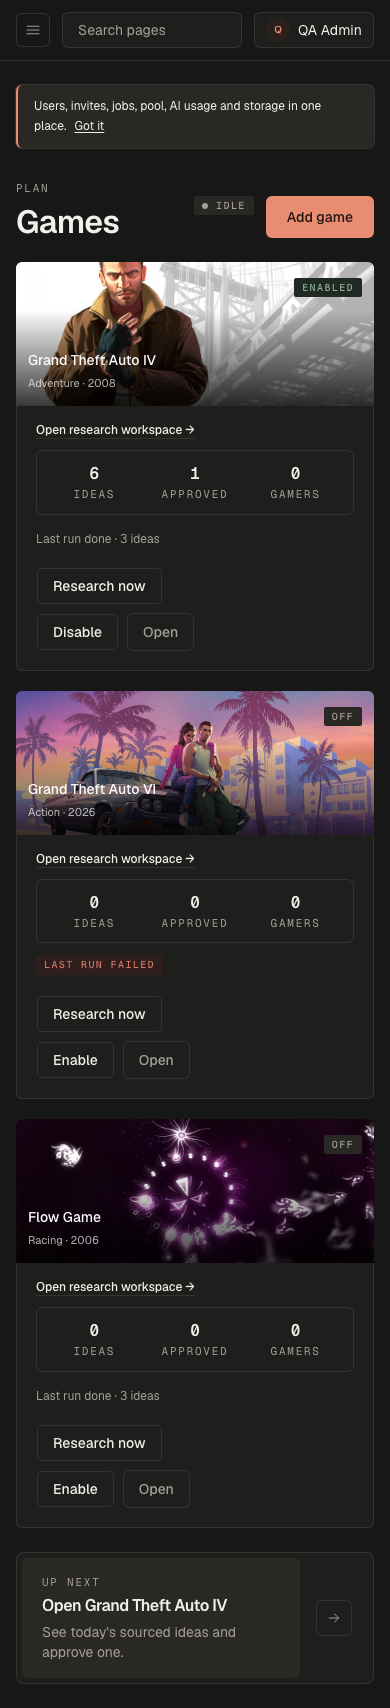 Search pages
Q
QA Admin
Users, invites, jobs, pool, AI usage and storage in one
place. Got it
PLAN
Games
IDLE
Add game
ENABLED
Grand Theft Auto IV
Adventure · 2008
Open research workspace →
6 1 0
IDEAS APPROVED GAMERS
Last run done · 3 ideas
Research now
Disable Open
OFF
Grand Theft Auto VI
Action · 2026
Open research workspace →
0 0 0
IDEAS APPROVED GAMERS
LAST RUN FAILED
Research now
Enable Open
OFF
Flow Game
Racing · 2006
Open research workspace →
0 0 0
IDEAS APPROVED GAMERS
Last run done · 3 ideas
Research now
Enable Open
UP NEXT
Open Grand Theft Auto IV
See today's sourced ideas and
approve one.
→